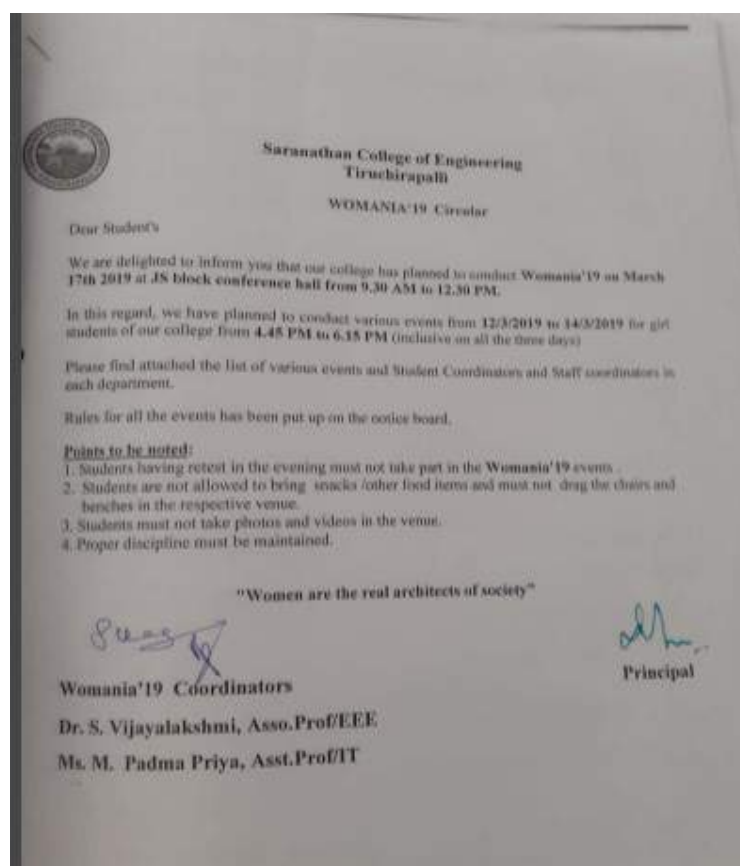 Saranathan College of Engineering
Tiruchirapalli
WOMANIA'19 Circular
Dear Student's
We are delighted to inform you that our college has planned to conduct Womania'19 on Marsh
17th 2019 at JS block conference hall from 9.30 AM to 12.30 PM.
In this regard, we have planned to conduct various events from 12/3/2019 to 14/3/2019 for girl
students of our college from 4.45 PM to 6.15 PM (inclusive on all the three days)
Please find attached the list of various events and Student Coordinators and Staff coordinators in
each department.
Rules for all the events has been put up on the notice board.
Points to be noted:
1. Students having retest in the evening must not take part in the Womania'19 events .
2. Students are not allowed to bring snacks /other food items and must not drag the chairs and
benches in the respective venue.
3. Students must not take photos and videos in the venue.
4. Proper discipline must be maintained.
"Women are the real architects of society"
Principal
Womania'19 Coordinators
Dr. S. Vijayalakshmi, Asso.Prof/EEE
Ms. M. Padma Priya, Asst.Prof/IT